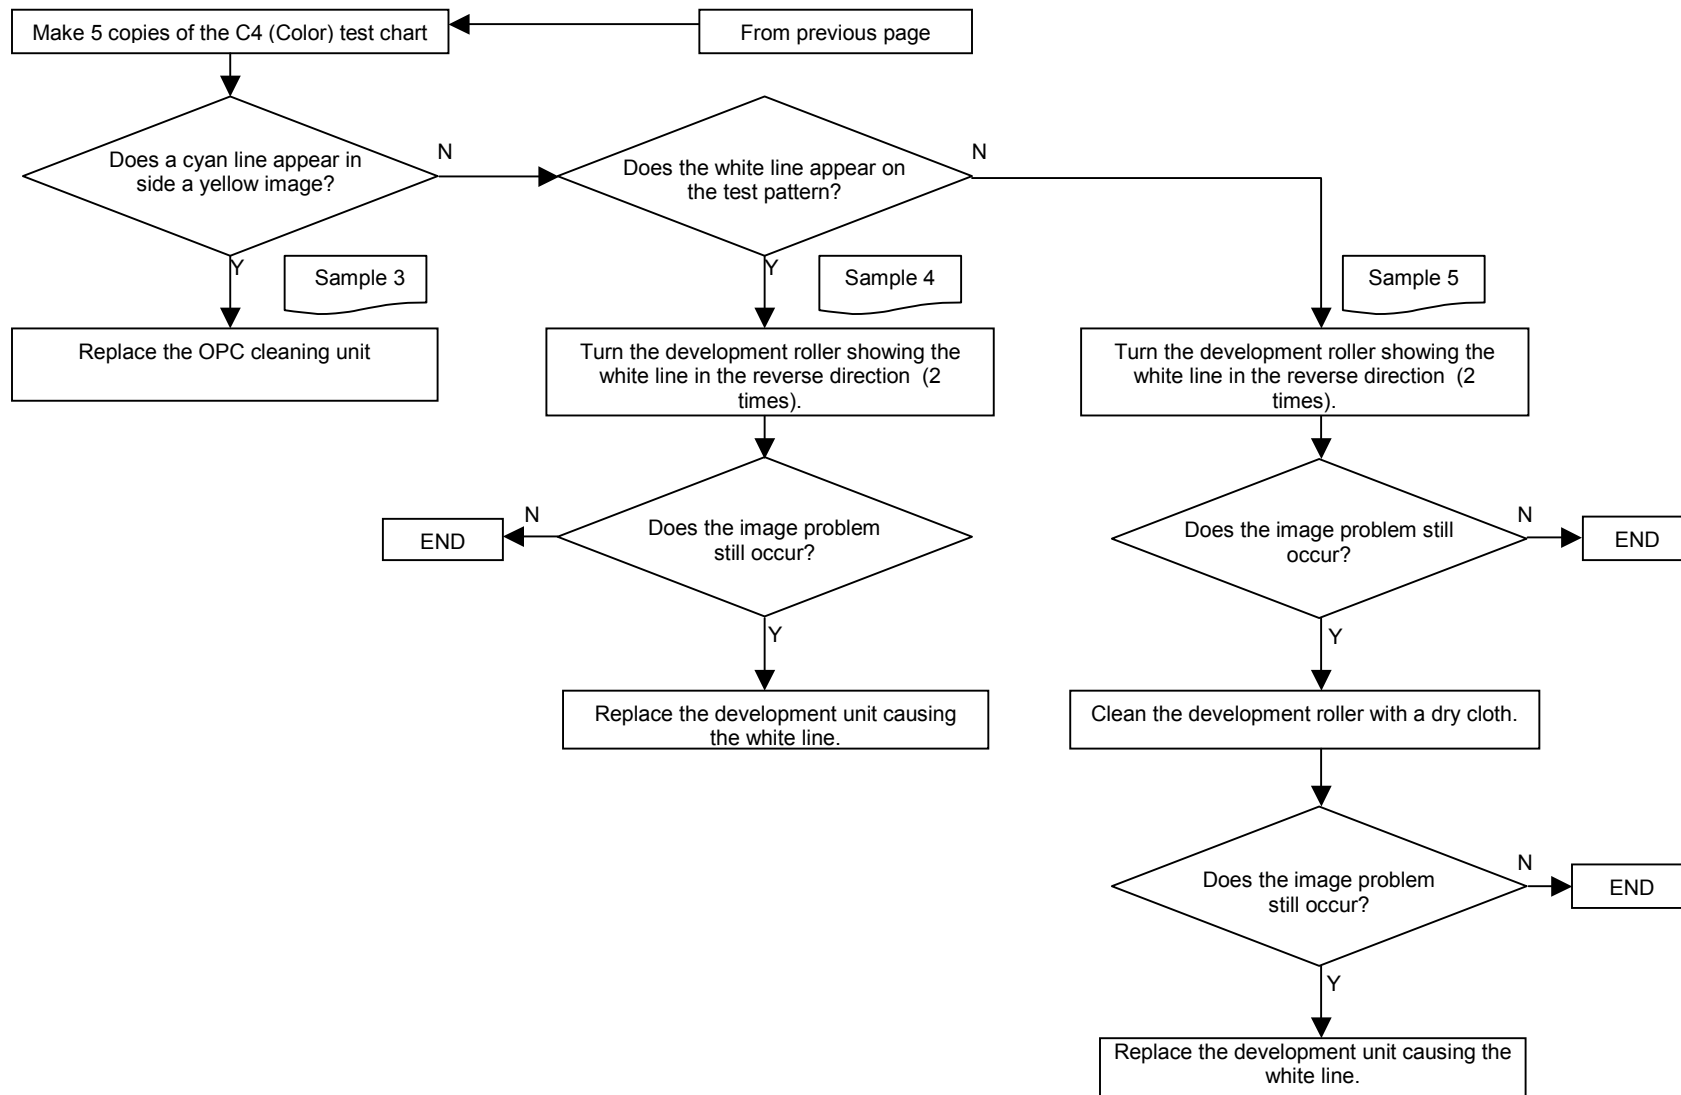 Make 5 copies of the C4 (Color) test chart
From previous page
Does a cyan line appear in
side a yellow image?
N
Does the white line appear on
the test pattern?
N
Y
Sample 3
Y
Sample 4
Sample 5
Replace the OPC cleaning unit
Turn the development roller showing the
white line in the reverse direction (2
times).
Turn the development roller showing the
white line in the reverse direction (2
times).
END
N
Does the image problem
still occur?
Does the image problem still
occur?
N
END
Y
Y
Replace the development unit causing
the white line.
Clean the development roller with a dry cloth.
Does the image problem
still occur?
N
END
Y
Replace the development unit causing the
white line.